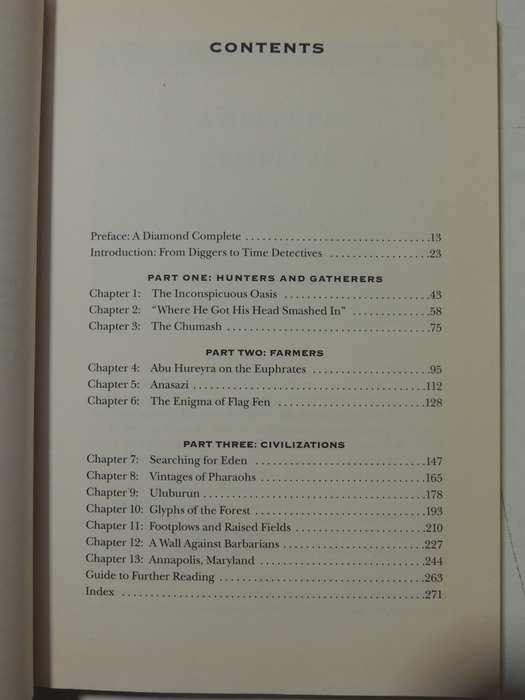 CONTENTS
Preface: A Diamond Complete ................................13
Introduction: From Diggers to Time Detectives ...................23
PART ONE: HUNTERS AND GATHERERS
Chapter 1: The Inconspicuous Oasis ..........................43
Chapter 2: “Where He Got His Head Smashed In” ..............58
Chapter 3: The Chumash ....................................75
PART TWO: FARMERS
Chapter 4: Abu Hureyra on the Euphrates .....................95
Chapter 5: Anasazi ........................................112
Chapter 6: The Enigma of Flag Fen ..........................128
PART THREE: CIVILIZATIONS
Chapter 7: Searching for Eden ..............................147
Chapter 8: Vintages of Pharaohs .............................165
Chapter 9: Uluburun .......................................178
Chapter 10: Glyphs of the Forest ..............................193
Chapter 11: Footplows and Raised Fields .......................210
Chapter 12: A Wall Against Barbarians .........................227
Chapter 13: Annapolis, Maryland .............................244
Guide to Further Reading ...................................263
Index ....................................................271